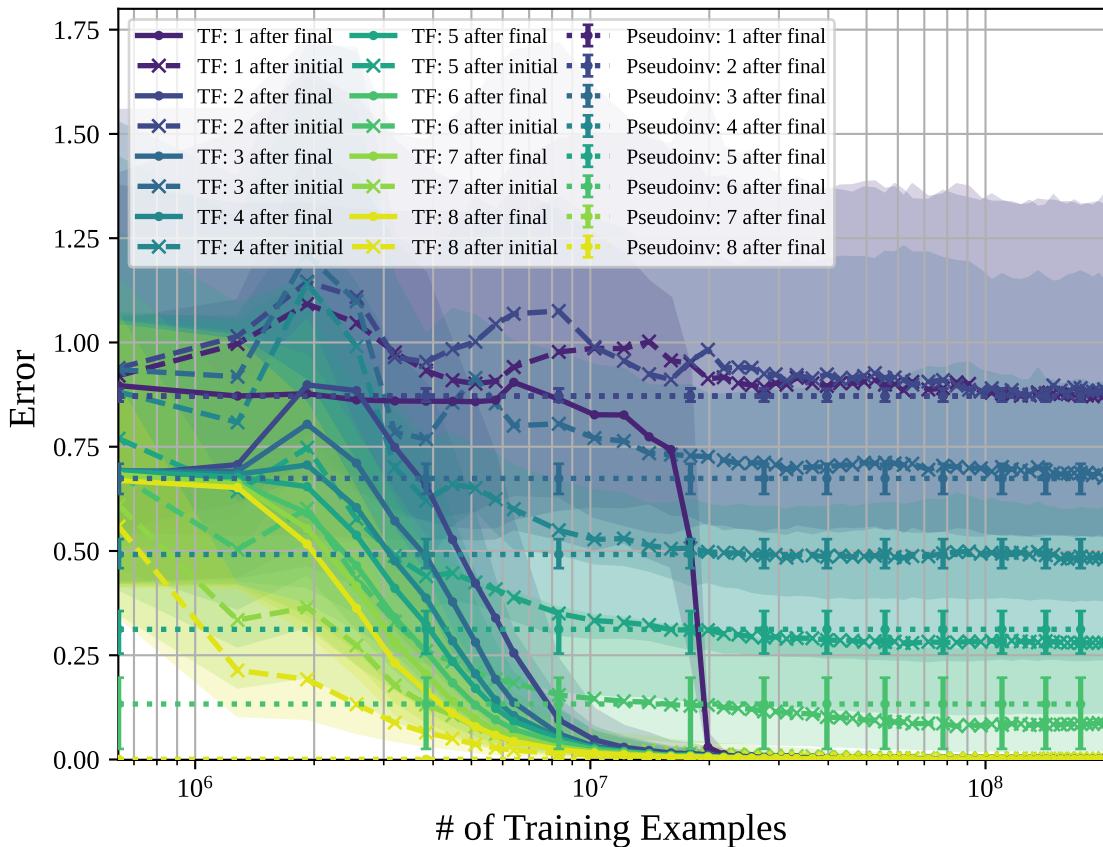 1.75
1.50
1.25
1.00
0.75
0.50
0.25
0.00
Error
TF: 1 after final
TF: 1 after initial
TF: 2 after final
TF: 2 after initial
TF: 3 after final
TF: 3 after initial
TF: 4 after final
TF: 4 after initial
TF: 5 after final
TF: 5 after initial
TF: 6 after final
TF: 6 after initial
TF: 7 after final
TF: 7 after initial
TF: 8 after final
TF: 8 after initial
Pseudoinv: 1 after final
Pseudoinv: 2 after final
Pseudoinv: 3 after final
Pseudoinv: 4 after final
Pseudoinv: 5 after final
Pseudoinv: 6 after final
Pseudoinv: 7 after final
Pseudoinv: 8 after final
10⁶ 10⁷ 10⁸
# of Training Examples